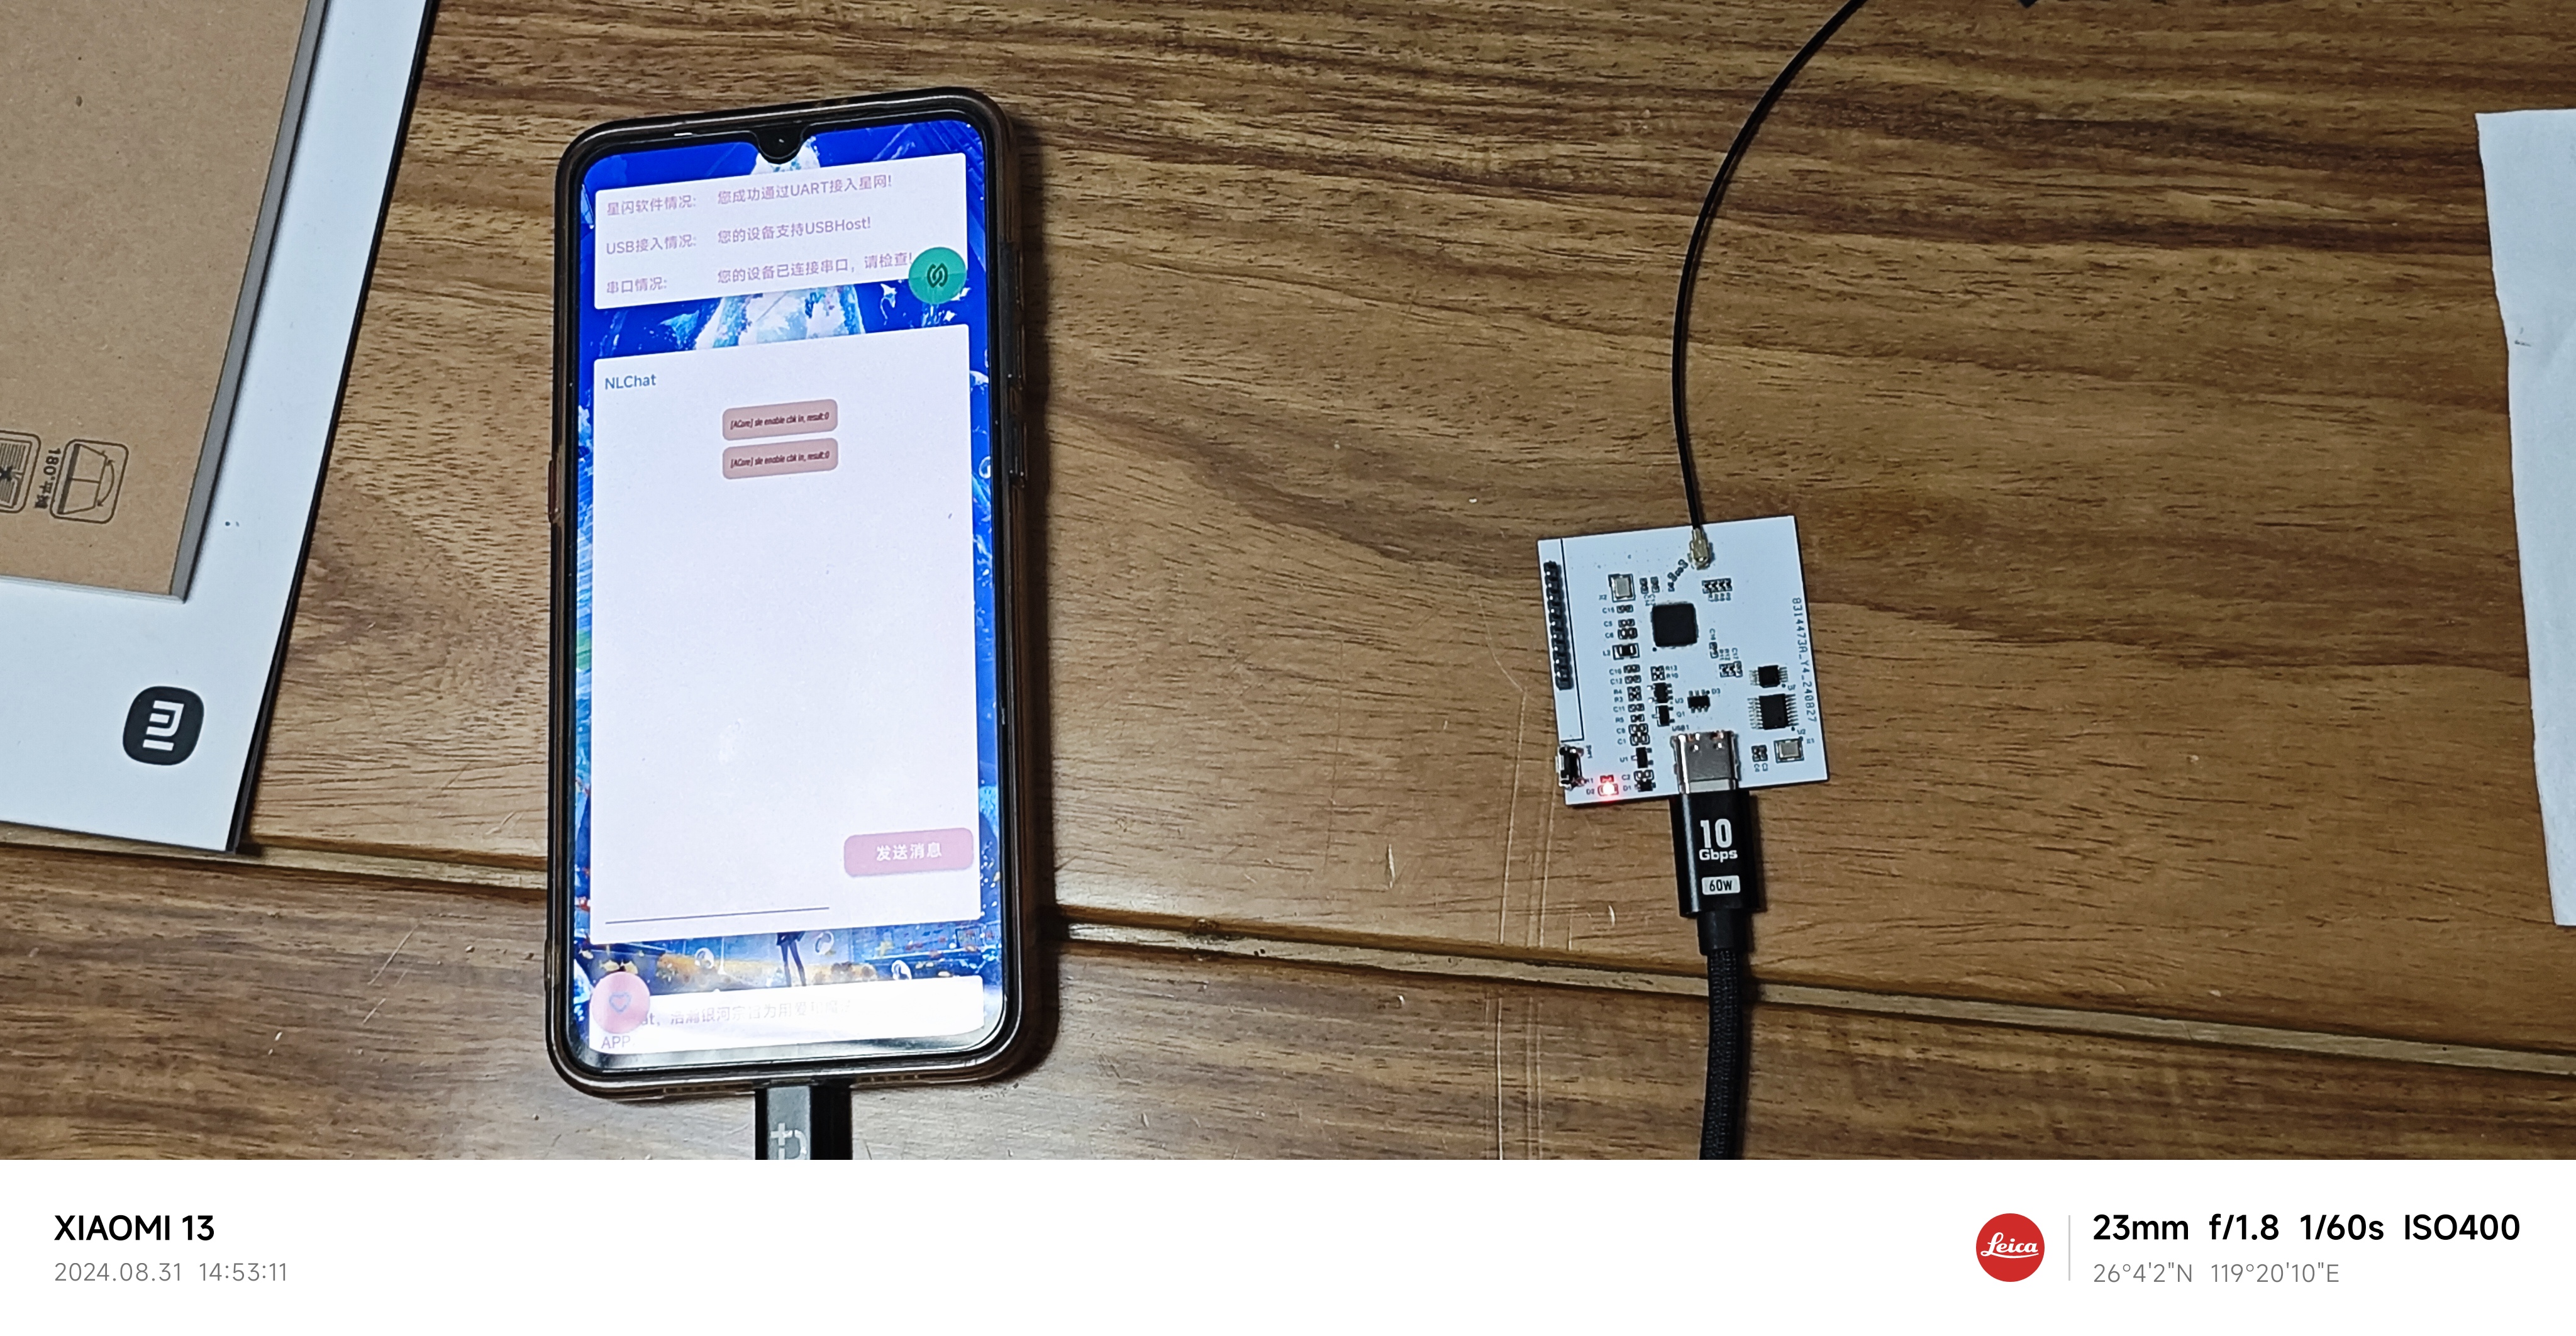 星闪软件情况: 您成功通过UART接入星网!
USB接入情况: 您的设备支持USBHost!
串口情况: 您的设备已连接串口，请检查!
NLChat
[ACore] sle enable cbk in, result:0
[ACore] sle enable cbk in, result:0
发送消息
APP
180°
8314473A_Y4_240827
10
Gbps
60W
XIAOMI 13
2024.08.31 14:53:11
Leica
23mm f/1.8 1/60s ISO400
26°4'2"N 119°20'10"E